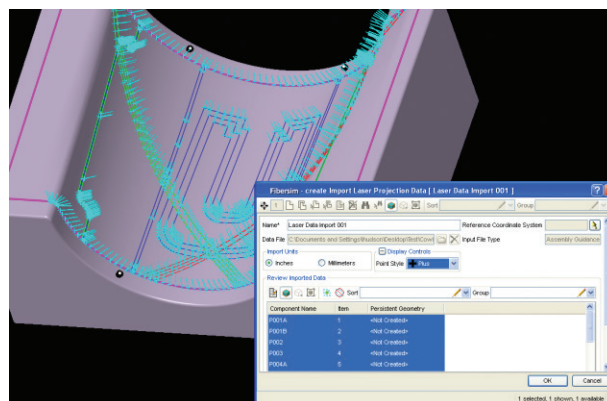 Fibersim - create Import Laser Projection Data [ Laser Data Import 001 ]
Sort Group
Name* Laser Data Import 001 Reference Coordinate System
Data File C:\Documents and Settings\ Input File Type Assembly Guidance
Import Units Display Controls
Inches Millimeters Point Style Plus
Review Imported Data
Sort Group
Component Name Item Persistent Geometry
P001A 1 <Not Created>
P001B 2 <Not Created>
P002 3 <Not Created>
P003 4 <Not Created>
P004A 5 <Not Created>
OK Cancel
1 selected, 1 shown, 1 available